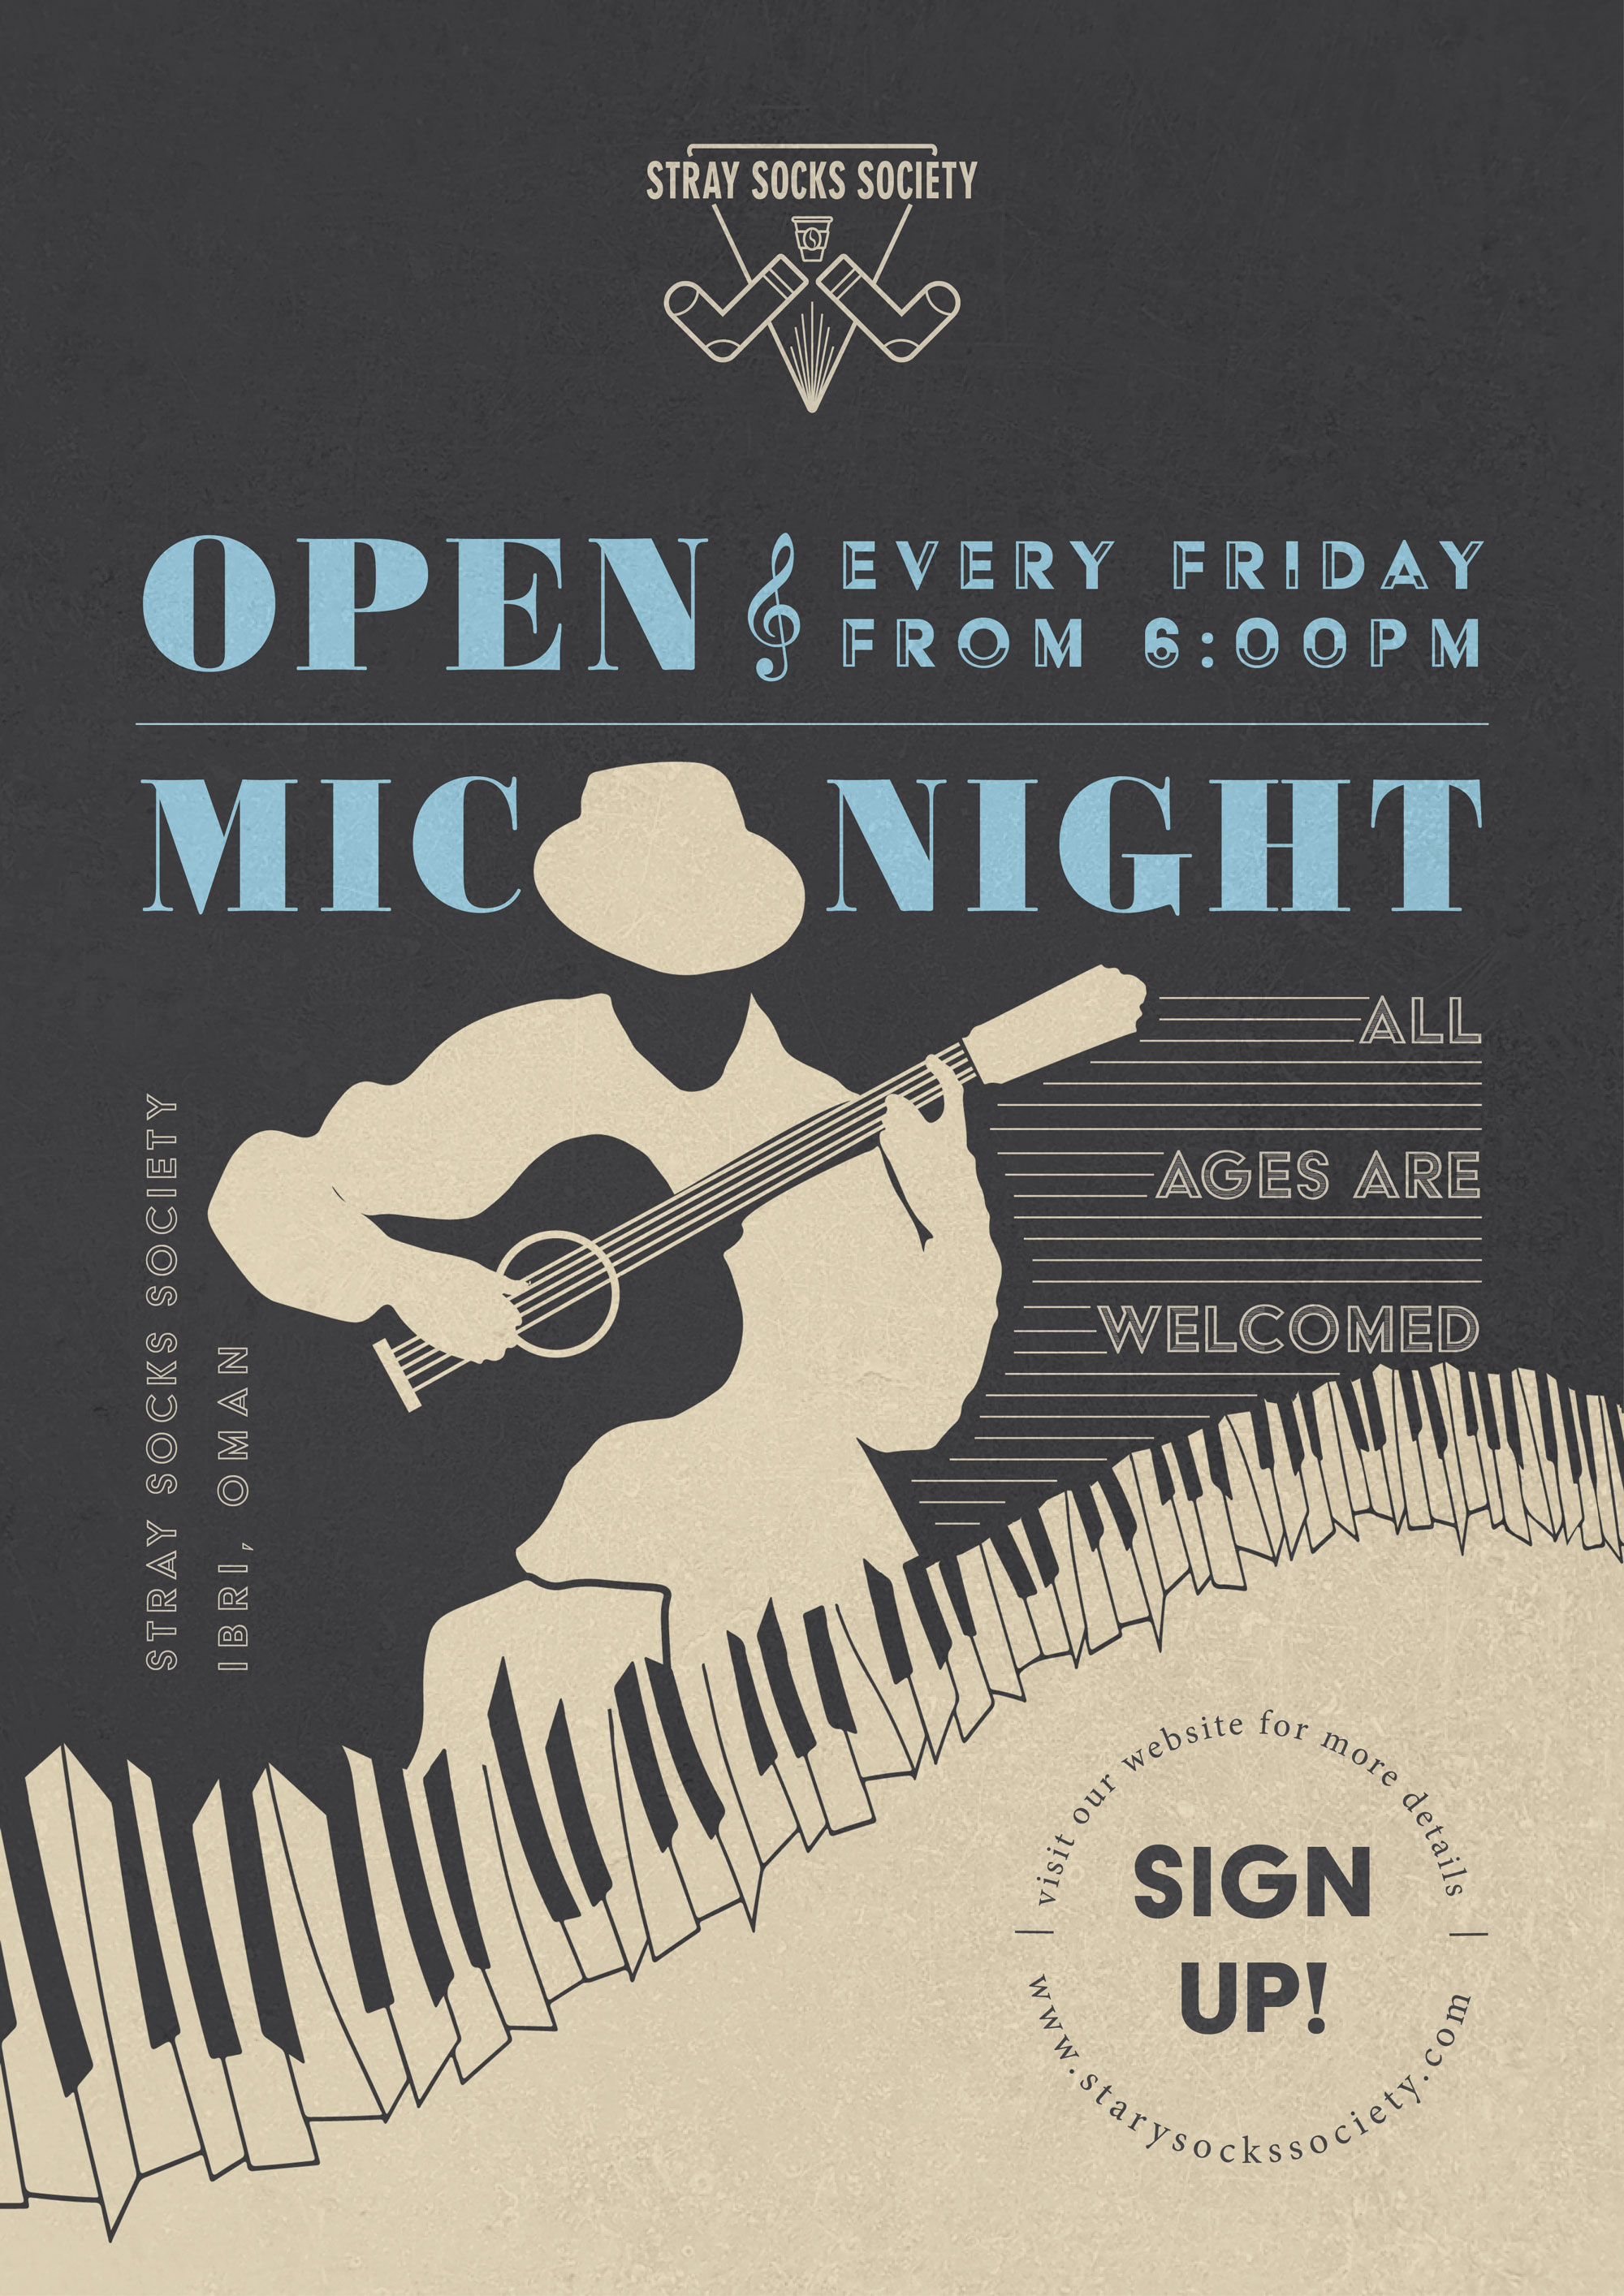 STRAY SOCKS SOCIETY
OPEN
EVERY FRIDAY
FROM 6:00PM
MIC NIGHT
ALL
AGES ARE
WELCOMED
STRAY SOCKS SOCIETY
IBRI, OMAN
visit our website for more details
SIGN
UP!
www.starysockssociety.com